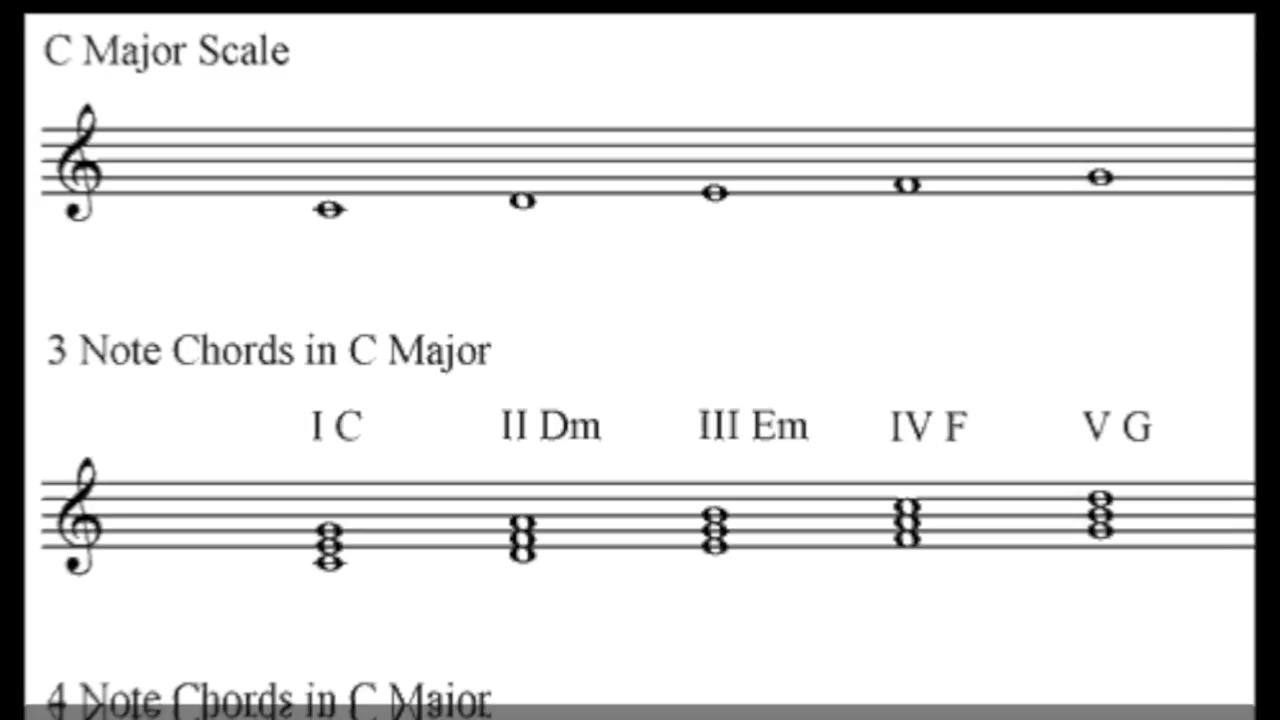 C Major Scale
3 Note Chords in C Major
I C II Dm III Em IV F V G
4 Note Chords in C Major